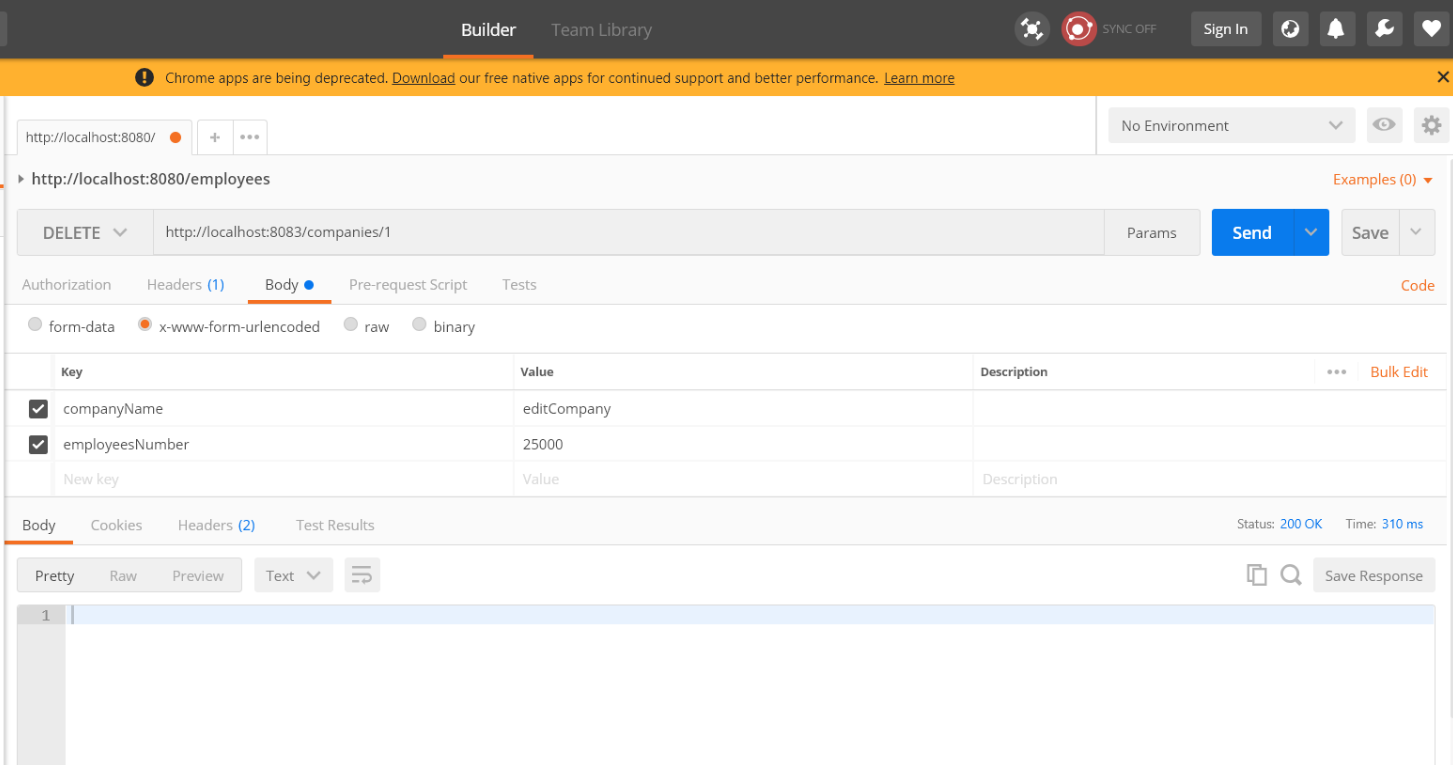 Builder Team Library SYNC OFF Sign In
Chrome apps are being deprecated. Download our free native apps for continued support and better performance. Learn more
http://localhost:8080/ + ••• No Environment
http://localhost:8080/employees Examples (0)
DELETE http://localhost:8083/companies/1 Params Send Save
Authorization Headers (1) Body Pre-request Script Tests Code
form-data x-www-form-urlencoded raw binary
Key Value Description ••• Bulk Edit
companyName editCompany
employeesNumber 25000
New key Value Description
Body Cookies Headers (2) Test Results Status: 200 OK Time: 310 ms
Pretty Raw Preview Text Save Response
1